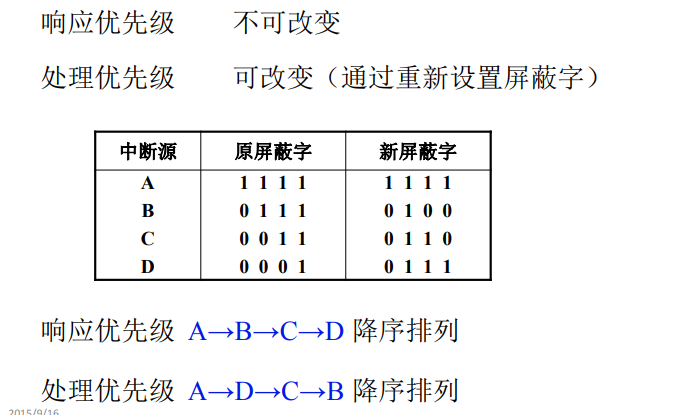 响应优先级 不可改变
处理优先级 可改变（通过重新设置屏蔽字）
中断源 原屏蔽字 新屏蔽字
A 1 1 1 1 1 1 1 1
B 0 1 1 1 0 1 0 0
C 0 0 1 1 0 1 1 0
D 0 0 0 1 0 1 1 1
响应优先级 A→B→C→D 降序排列
处理优先级 A→D→C→B 降序排列
2015/9/16